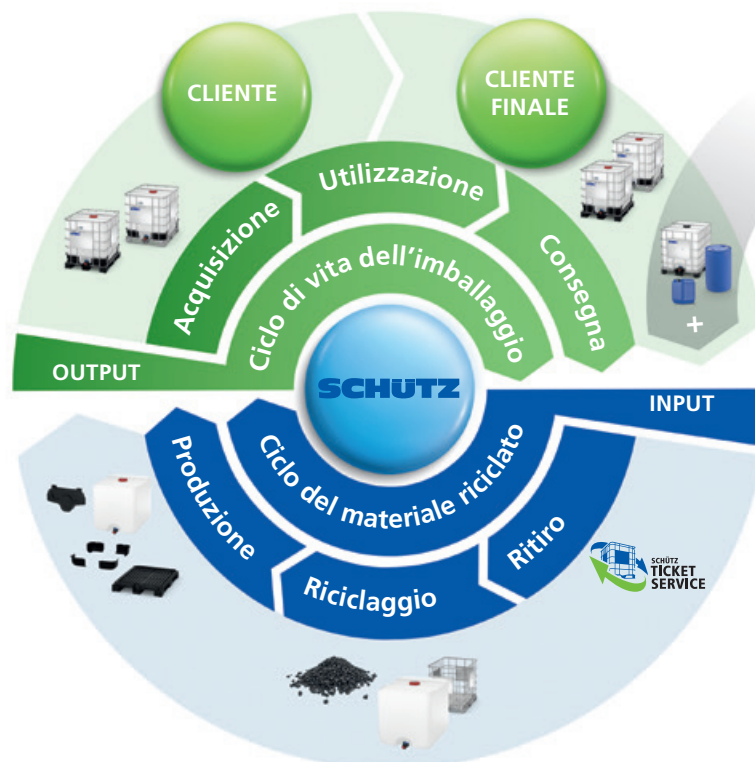 CLIENTE
CLIENTE
FINALE
Acquisizione
Utilizzazione
Consegna
Ciclo di vita dell'imballaggio
+
OUTPUT
SCHÜTZ
INPUT
Ciclo del materiale riciclato
Produzione
Riciclaggio
Ritiro
SCHÜTZ
TICKET
SERVICE